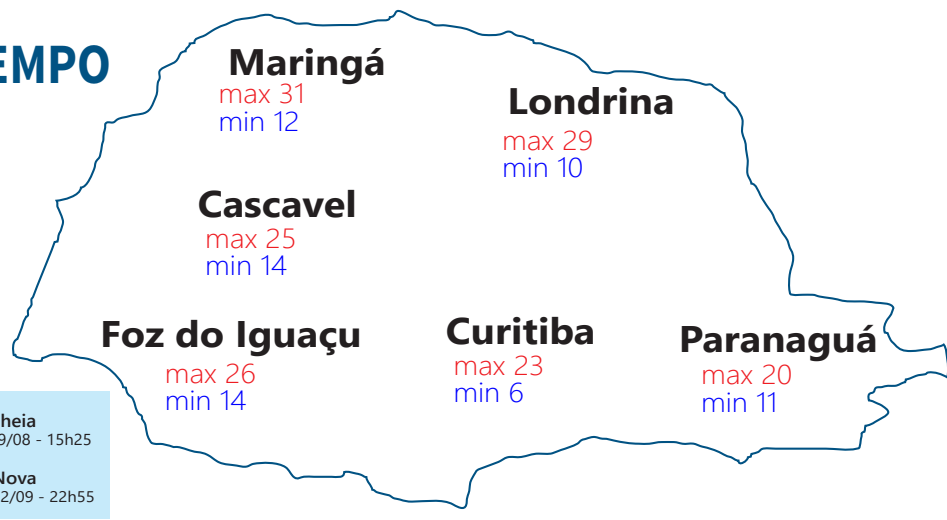 EMPO
Maringá
max 31
min 12
Londrina
max 29
min 10
Cascavel
max 25
min 14
Foz do Iguaçu
max 26
min 14
Curitiba
max 23
min 6
Paranaguá
max 20
min 11
heia
9/08 - 15h25
Nova
2/09 - 22h55